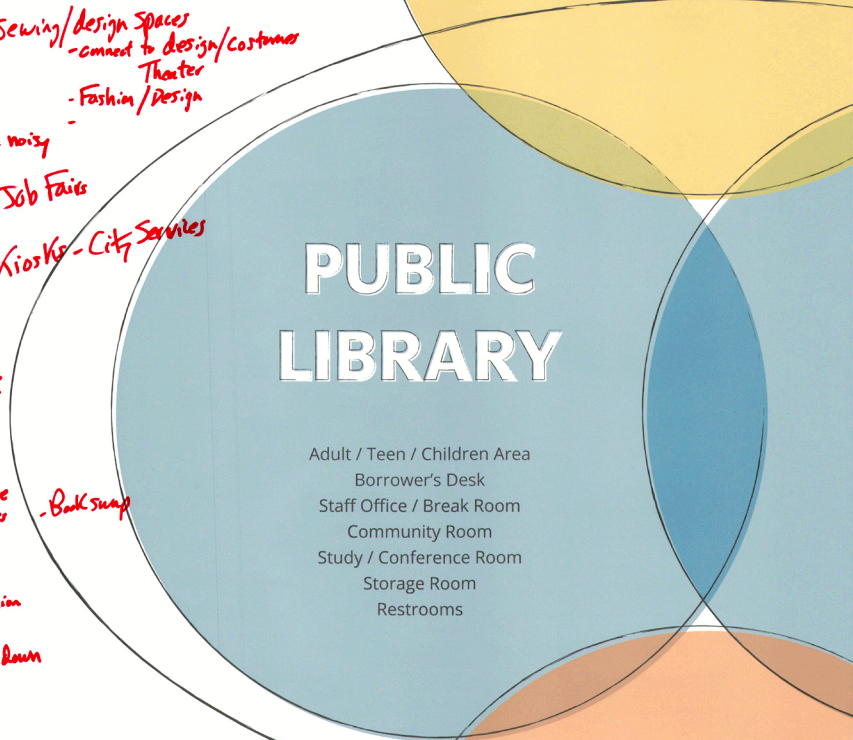 Sewing/design Spaces
- connect to design/costumes
Theater
- Fashion/Design
-
noisy
Job Fairs
Kiosks - City Services
PUBLIC
LIBRARY
Adult / Teen / Children Area
Borrower's Desk
Staff Office / Break Room
Community Room
Study / Conference Room
Storage Room
Restrooms
- Book swap
Down